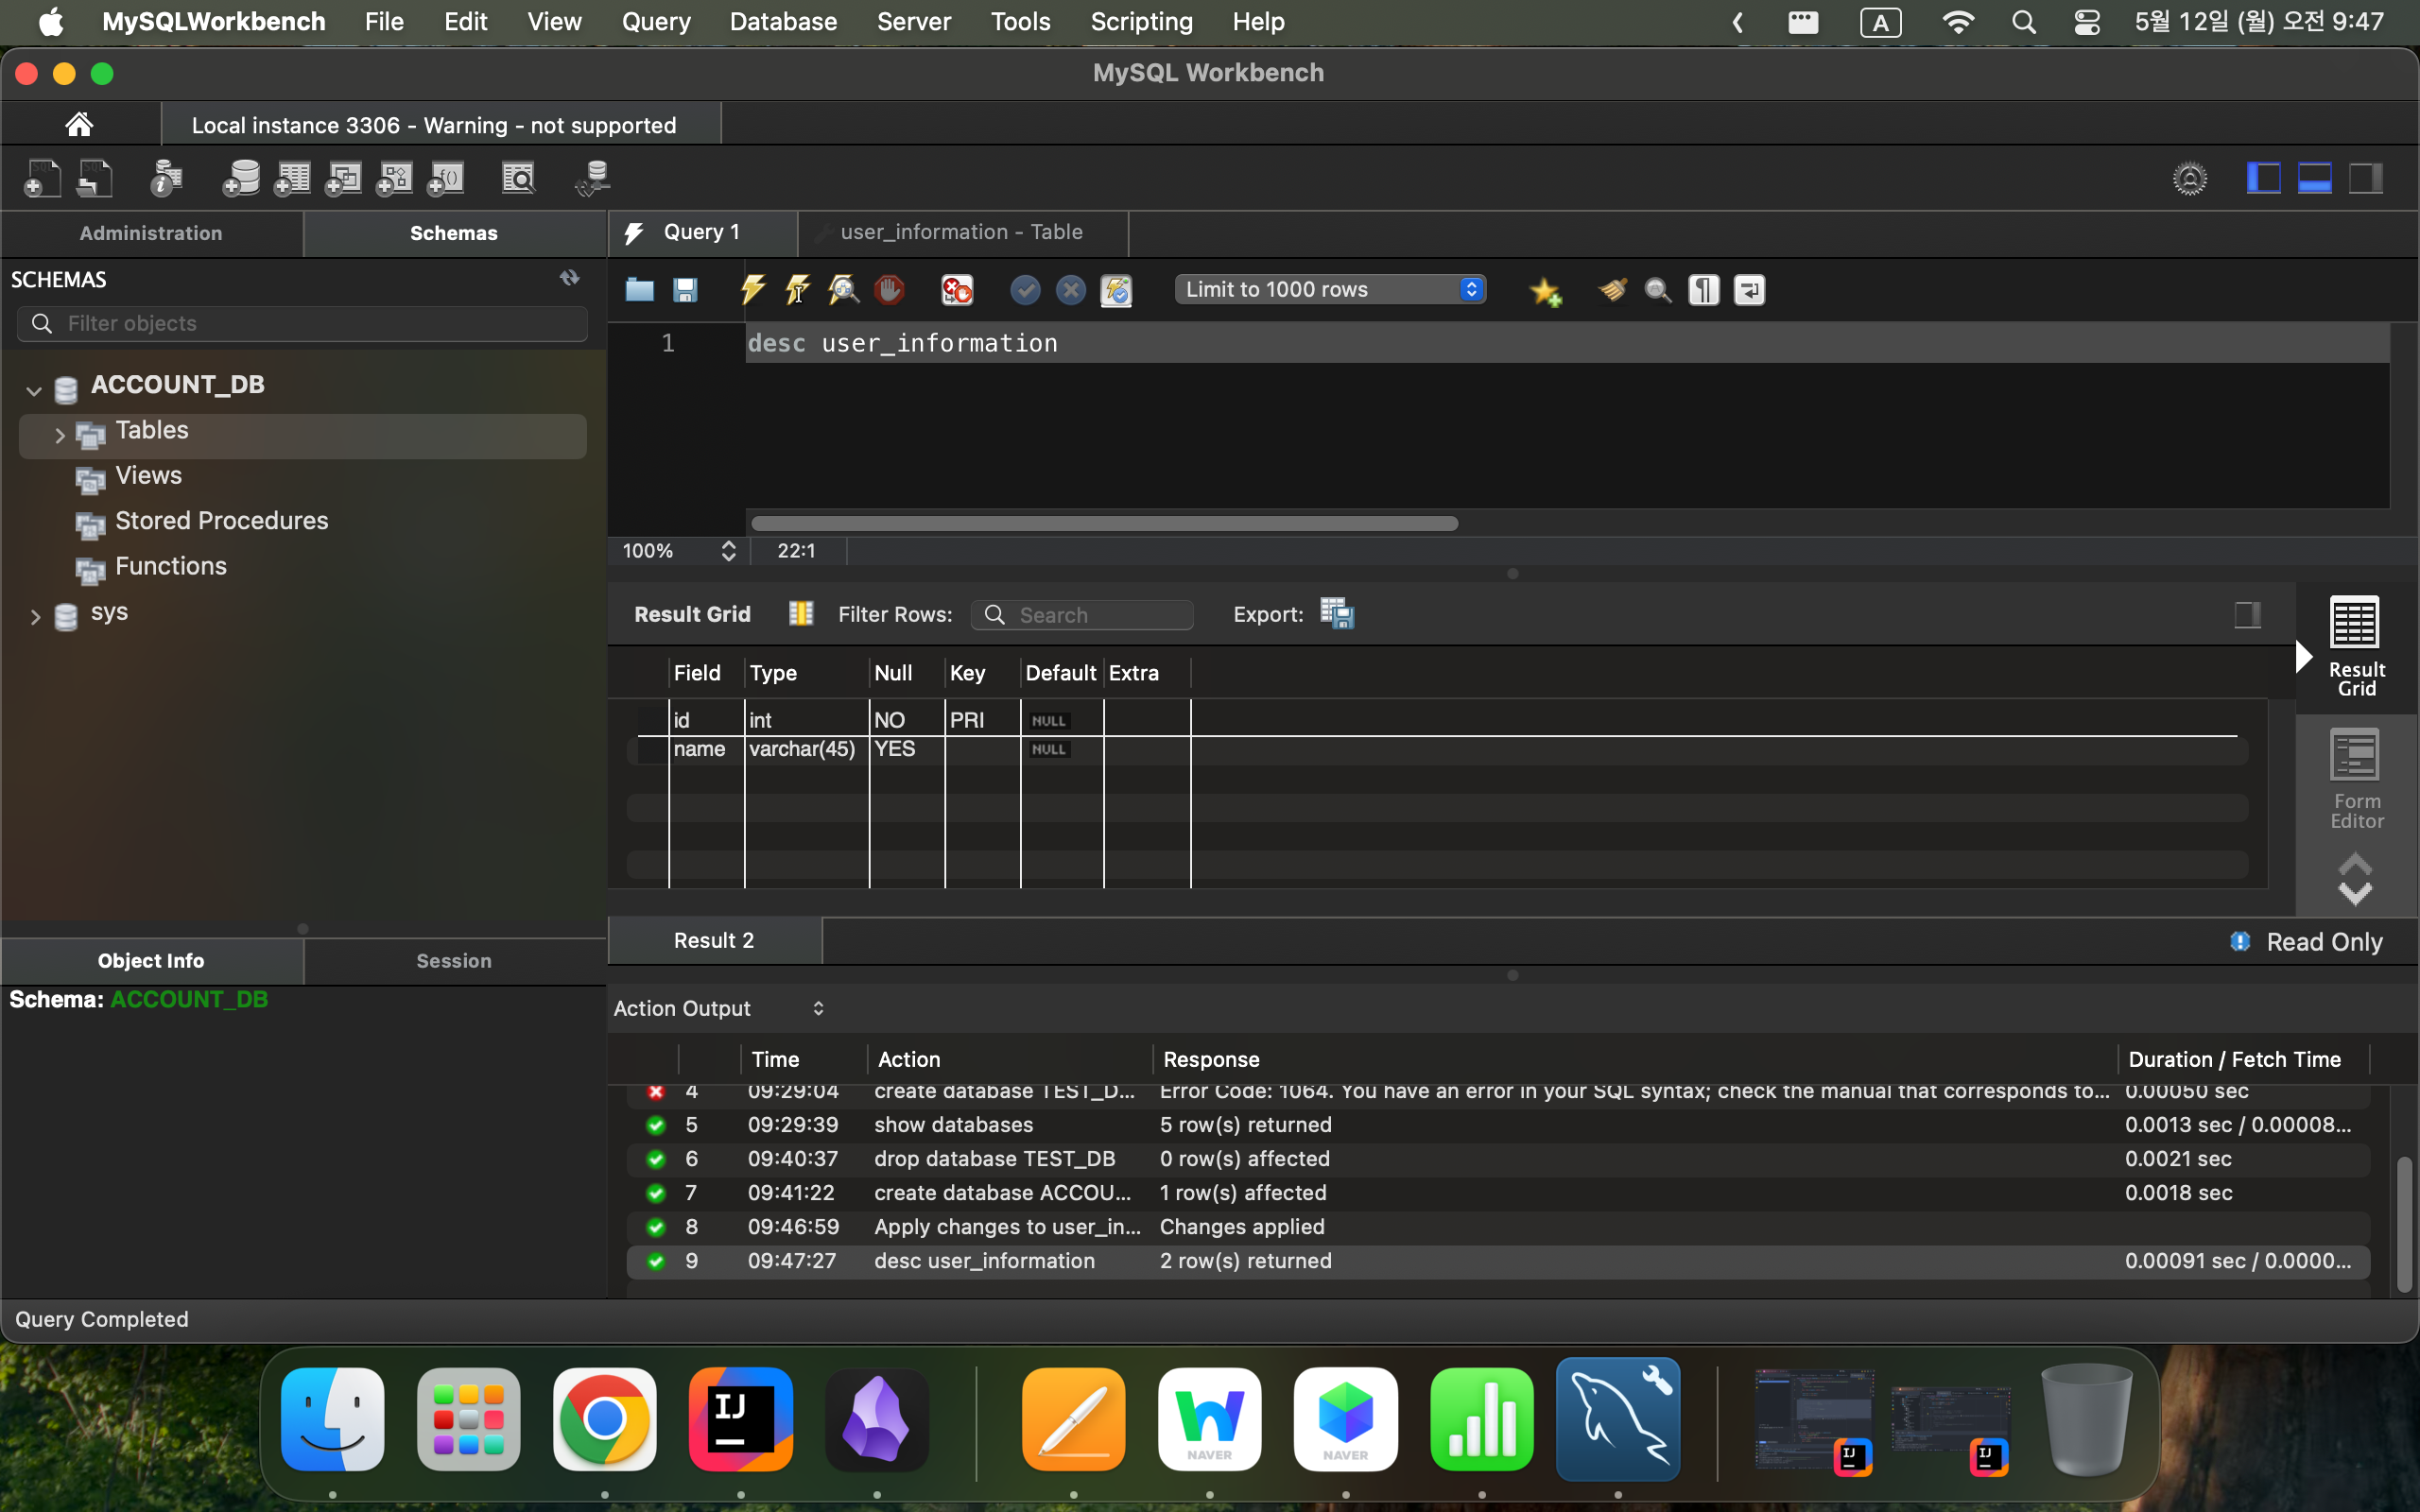 MySQLWorkbench File Edit View Query Database Server Tools Scripting Help A 5월 12일 (월) 오전 9:47
MySQL Workbench
Local instance 3306 - Warning - not supported
Administration Schemas Query 1 user_information - Table
SCHEMAS
Filter objects
Limit to 1000 rows
1 desc user_information
ACCOUNT_DB
Tables
Views
Stored Procedures
Functions
sys
100% 22:1
Result Grid Filter Rows: Search Export:
Result
Grid
Form
Editor
Field Type Null Key Default Extra
id int NO PRI NULL
name varchar(45) YES NULL
Result 2 Read Only
Object Info Session
Schema: ACCOUNT_DB
Action Output
Time Action Response Duration / Fetch Time
4 09:29:04 create database TEST_D... Error Code: 1064. You have an error in your SQL syntax; check the manual that corresponds to... 0.00050 sec
5 09:29:39 show databases 5 row(s) returned 0.0013 sec / 0.00008...
6 09:40:37 drop database TEST_DB 0 row(s) affected 0.0021 sec
7 09:41:22 create database ACCOU... 1 row(s) affected 0.0018 sec
8 09:46:59 Apply changes to user_in... Changes applied
9 09:47:27 desc user_information 2 row(s) returned 0.00091 sec / 0.0000...
Query Completed
IJ
NAVER
NAVER
IJ
IJ